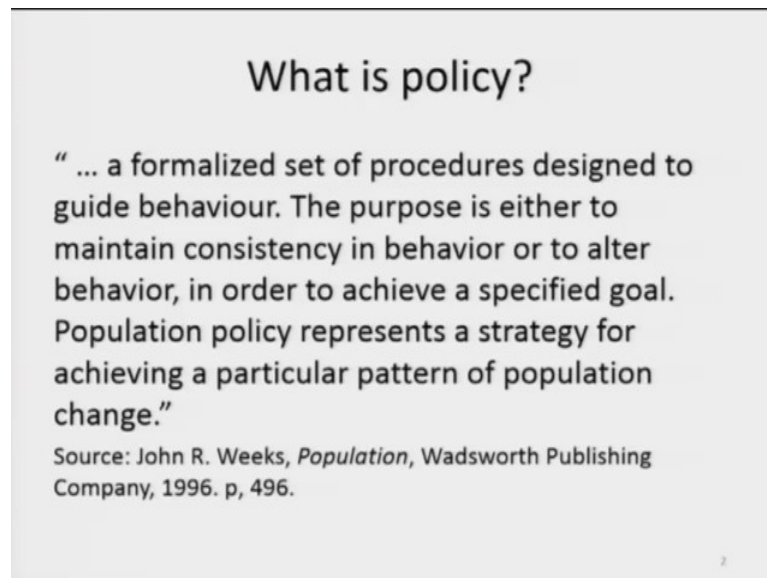 What is policy?
“ ... a formalized set of procedures designed to
guide behaviour. The purpose is either to
maintain consistency in behavior or to alter
behavior, in order to achieve a specified goal.
Population policy represents a strategy for
achieving a particular pattern of population
change.”
Source: John R. Weeks, Population, Wadsworth Publishing
Company, 1996. p, 496.
2